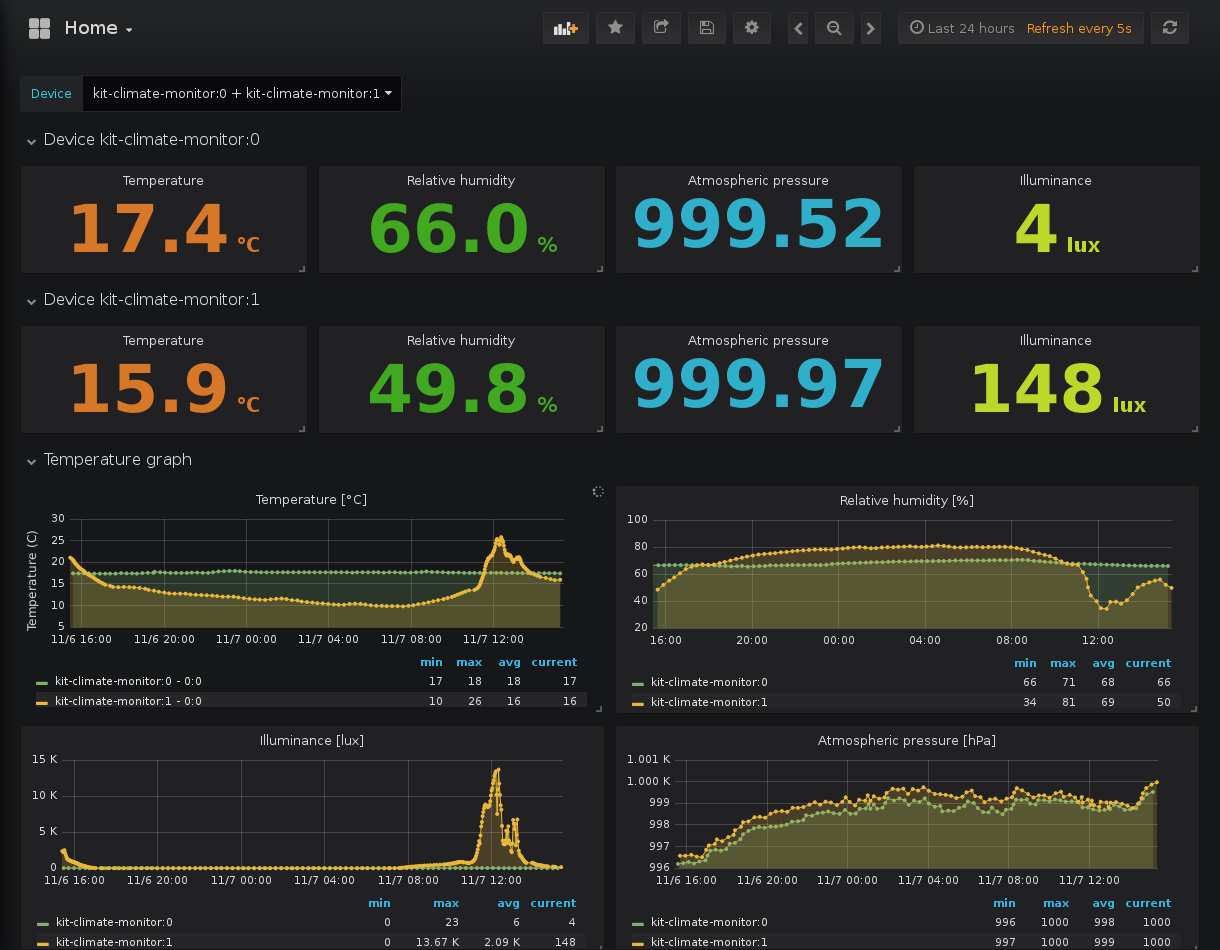 Home
Last 24 hours Refresh every 5s
Device kit-climate-monitor:0 + kit-climate-monitor:1
Device kit-climate-monitor:0
Temperature Relative humidity Atmospheric pressure Illuminance
17.4 °C 66.0 % 999.52 4 lux
Device kit-climate-monitor:1
Temperature Relative humidity Atmospheric pressure Illuminance
15.9 °C 49.8 % 999.97 148 lux
Temperature graph
Temperature [°C]
Temperature (C)
30
25
20
15
10
5
11/6 16:00 11/6 20:00 11/7 00:00 11/7 04:00 11/7 08:00 11/7 12:00
min max avg current
kit-climate-monitor:0 - 0:0 17 18 18 17
kit-climate-monitor:1 - 0:0 10 26 16 16
Relative humidity [%]
100
80
60
40
20
16:00 20:00 00:00 04:00 08:00 12:00
min max avg current
kit-climate-monitor:0 66 71 68 66
kit-climate-monitor:1 34 81 69 50
Illuminance [lux]
15 K
10 K
5 K
0
11/6 16:00 11/6 20:00 11/7 00:00 11/7 04:00 11/7 08:00 11/7 12:00
min max avg current
kit-climate-monitor:0 0 23 6 4
kit-climate-monitor:1 0 13.67 K 2.09 K 148
Atmospheric pressure [hPa]
1.001 K
1.000 K
999
998
997
996
11/6 16:00 11/6 20:00 11/7 00:00 11/7 04:00 11/7 08:00 11/7 12:00
min max avg current
kit-climate-monitor:0 996 1000 998 1000
kit-climate-monitor:1 997 1000 999 1000